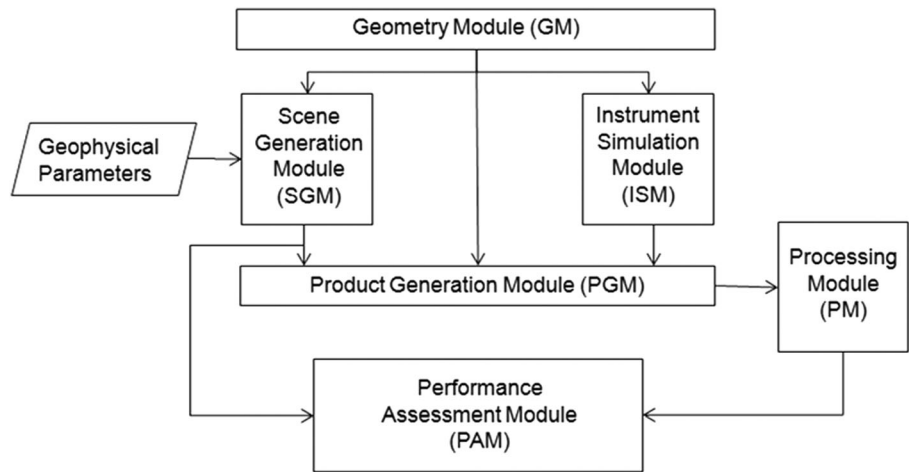 Geometry Module (GM)
Geophysical
Parameters
Scene
Generation
Module
(SGM)
Instrument
Simulation
Module
(ISM)
Product Generation Module (PGM)
Processing
Module
(PM)
Performance
Assessment Module
(PAM)